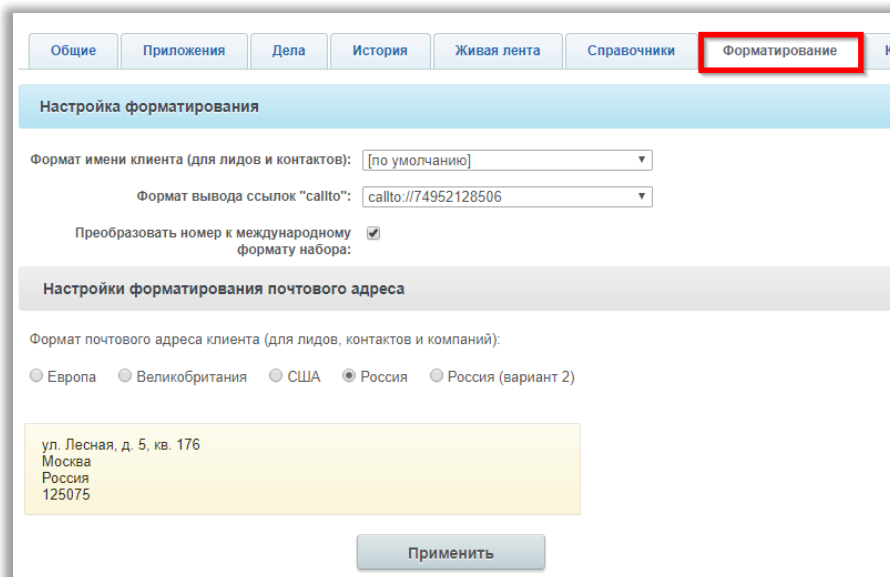 Общие Приложения Дела История Живая лента Справочники Форматирование
Настройка форматирования
Формат имени клиента (для лидов и контактов): [по умолчанию]
Формат вывода ссылок "callto": callto://74952128506
Преобразовать номер к международному
формату набора:
Настройки форматирования почтового адреса
Формат почтового адреса клиента (для лидов, контактов и компаний):
Европа Великобритания США Россия Россия (вариант 2)
ул. Лесная, д. 5, кв. 176
Москва
Россия
125075
Применить